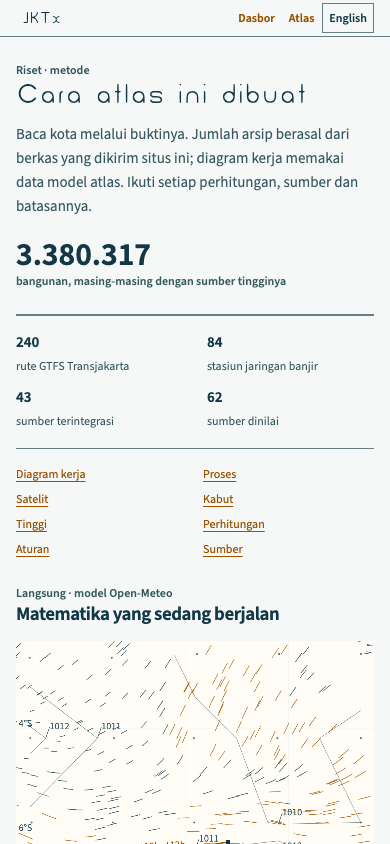 JKTx
Dasbor Atlas English
Riset · metode
Cara atlas ini dibuat
Baca kota melalui buktinya. Jumlah arsip berasal dari
berkas yang dikirim situs ini; diagram kerja memakai
data model atlas. Ikuti setiap perhitungan, sumber dan
batasannya.
3.380.317
bangunan, masing-masing dengan sumber tingginya
240
rute GTFS Transjakarta
84
stasiun jaringan banjir
43
sumber terintegrasi
62
sumber dinilai
Diagram kerja
Proses
Satelit
Kabut
Tinggi
Perhitungan
Aturan
Sumber
Langsung · model Open-Meteo
Matematika yang sedang berjalan
4°S
1012
1011
1010
6°S
1011